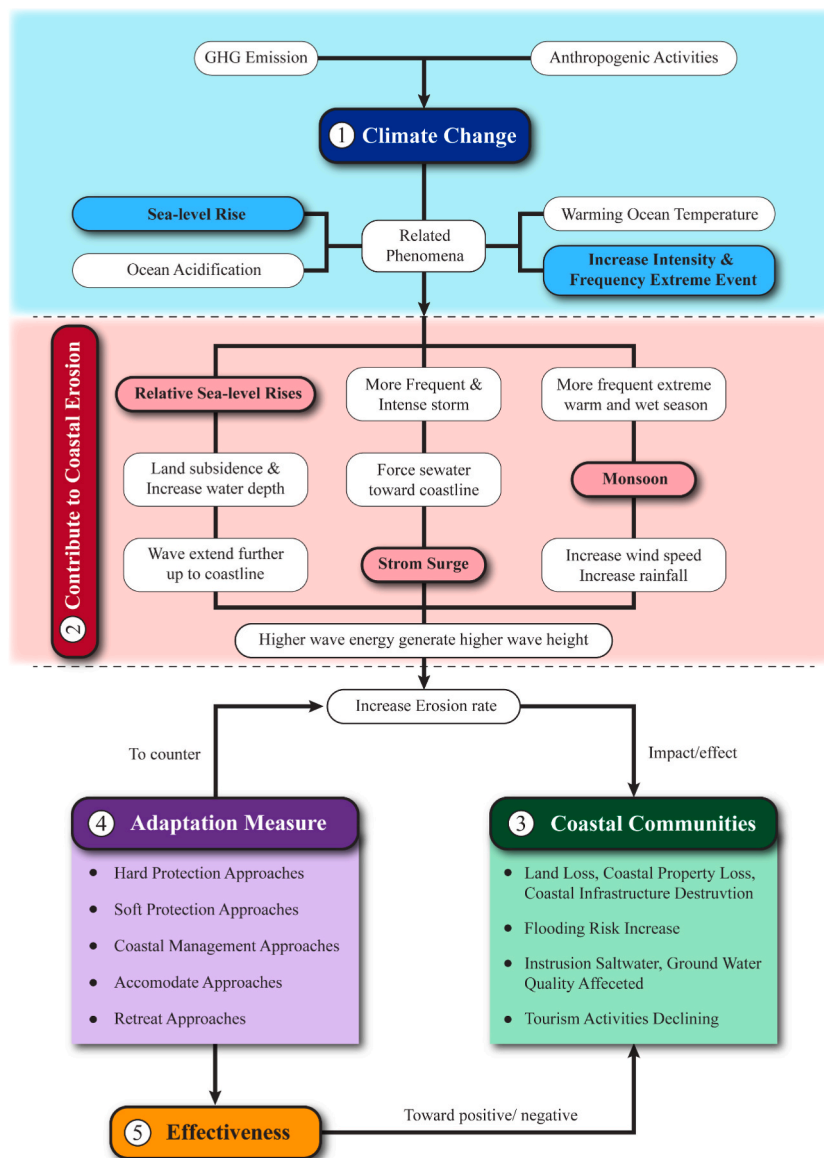 GHG Emission
Anthropogenic Activities
1 Climate Change
Sea-level Rise
Ocean Acidification
Related
Phenomena
Warming Ocean Temperature
Increase Intensity &
Frequency Extreme Event
2 Contribute to Coastal Erosion
Relative Sea-level Rises
Land subsidence &
Increase water depth
Wave extend further
up to coastline
More Frequent &
Intense storm
Force sewater
toward coastline
Strom Surge
More frequent extreme
warm and wet season
Monsoon
Increase wind speed
Increase rainfall
Higher wave energy generate higher wave height
Increase Erosion rate
To counter
Impact/effect
4 Adaptation Measure
• Hard Protection Approaches
• Soft Protection Approaches
• Coastal Management Approaches
• Accomodate Approaches
• Retreat Approaches
3 Coastal Communities
• Land Loss, Coastal Property Loss,
Coastal Infrastructure Destruvtion
• Flooding Risk Increase
• Instrusion Saltwater, Ground Water
Quality Affeceted
• Tourism Activities Declining
5 Effectiveness
Toward positive/ negative